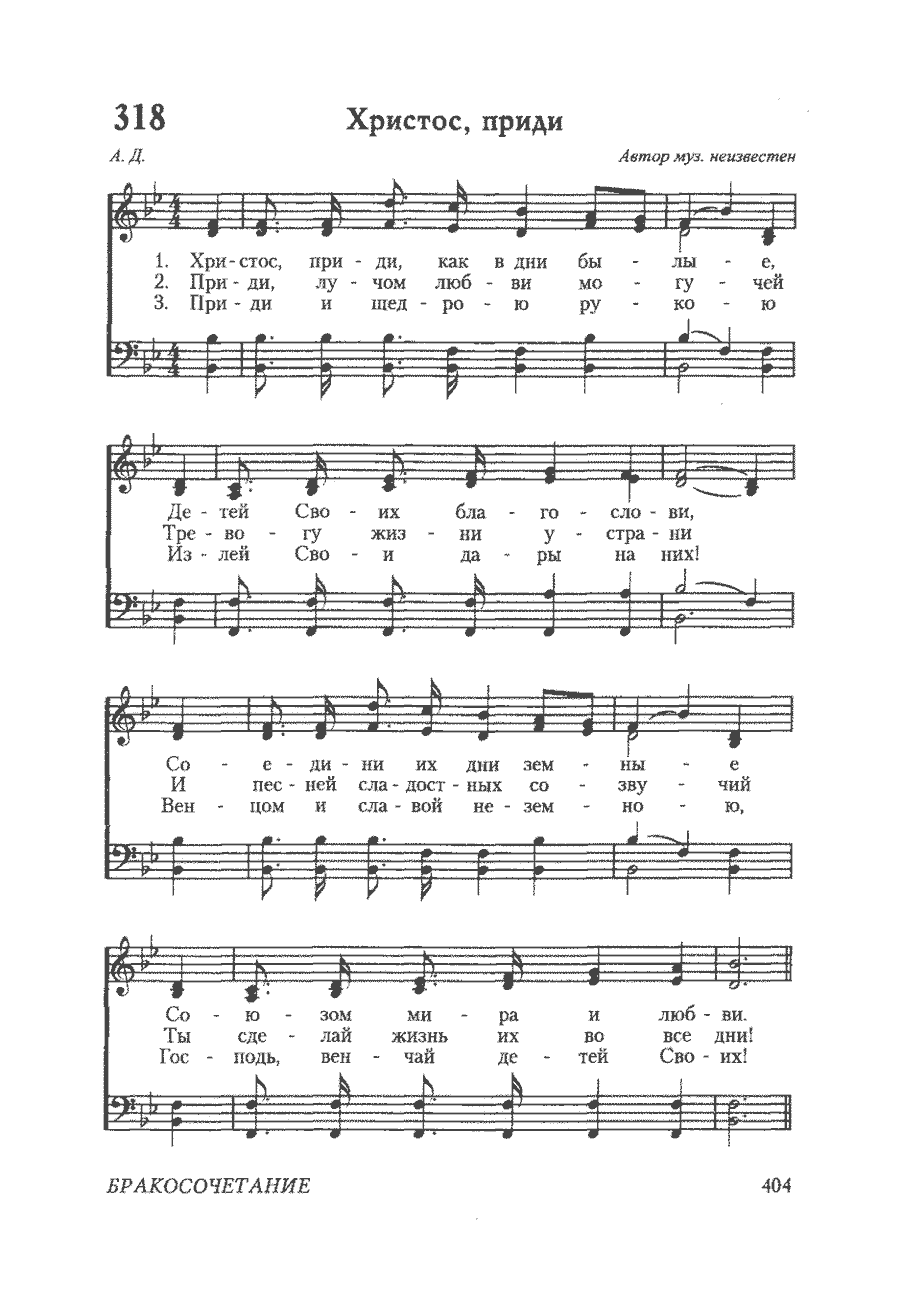 318 Христос, приди
А. Д. Автор муз. неизвестен
1. Хри - стос, при - ди, как в дни бы - лы - е,
2. При - ди, лу - чом люб - ви мо - гу - чей
3. При - ди и щед - ро - ю ру - ко - ю
Де - тей Сво - их бла - го - сло - ви,
Тре - во - гу жиз - ни у - стра - ни
Из - лей Сво - и да - ры на них!
Со - е - ди - ни их дни зем - ны - е
И пес - ней сла - дост - ных со - зву - чий
Вен - цом и сла - вой не - зем - но - ю,
Со - ю - зом ми - ра и люб - ви.
Ты сде - лай жизнь их во все дни!
Гос - подь, вен - чай де - тей Сво - их!
БРАКОСОЧЕТАНИЕ 404